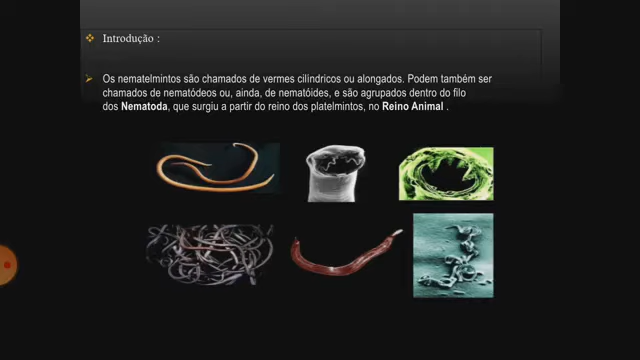 Introdução :
Os nematelmintos são chamados de vermes cilíndricos ou alongados. Podem também ser
chamados de nematódeos ou, ainda, de nematóides, e são agrupados dentro do filo
dos Nematoda, que surgiu a partir do reino dos platelmintos, no Reino Animal .